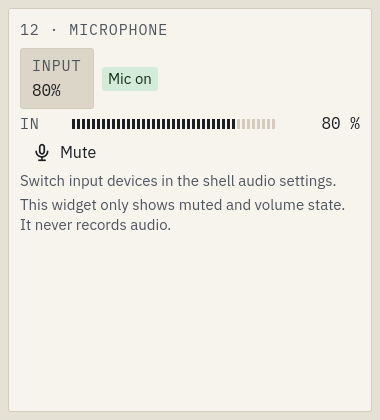 12 · MICROPHONE
INPUT
80%
Mic on
IN 80 %
Mute
Switch input devices in the shell audio settings.
This widget only shows muted and volume state.
It never records audio.